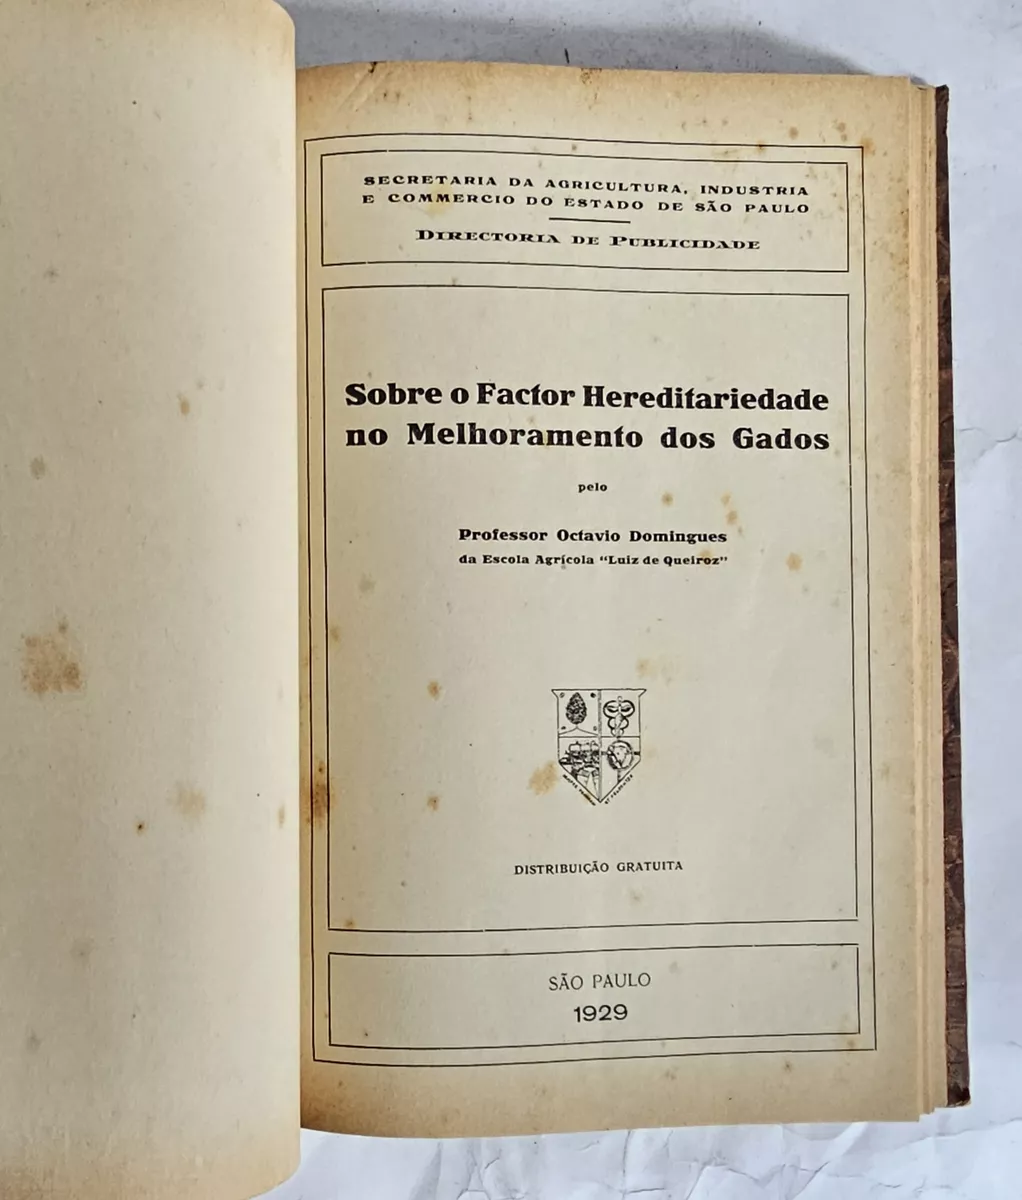 SECRETARIA DA AGRICULTURA, INDUSTRIA
E COMMERCIO DO ESTADO DE SÃO PAULO
DIRECTORIA DE PUBLICIDADE
Sobre o Factor Hereditariedade
no Melhoramento dos Gados
pelo
Professor Octavio Domingues
da Escola Agrícola "Luiz de Queiroz"
DISTRIBUIÇÃO GRATUITA
SÃO PAULO
1929